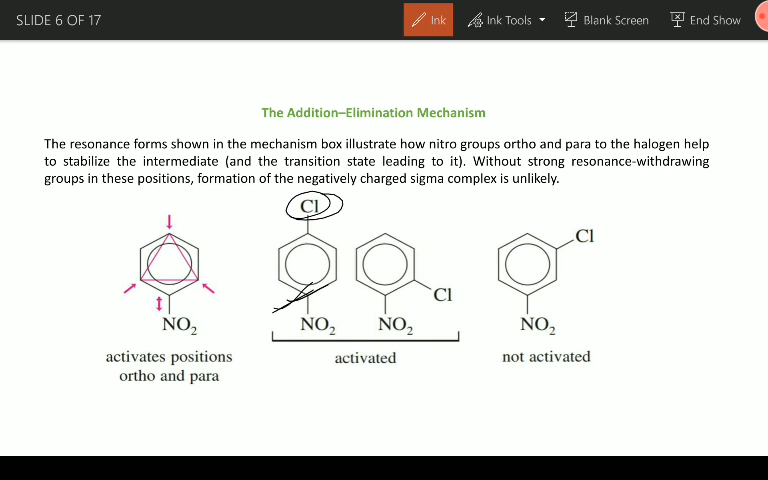 SLIDE 6 OF 17
Ink
Ink Tools
Blank Screen
End Show
The Addition–Elimination Mechanism
The resonance forms shown in the mechanism box illustrate how nitro groups ortho and para to the halogen help
to stabilize the intermediate (and the transition state leading to it). Without strong resonance-withdrawing
groups in these positions, formation of the negatively charged sigma complex is unlikely.
Cl
Cl
Cl
NO₂
NO₂
NO₂
NO₂
activates positions
ortho and para
activated
not activated